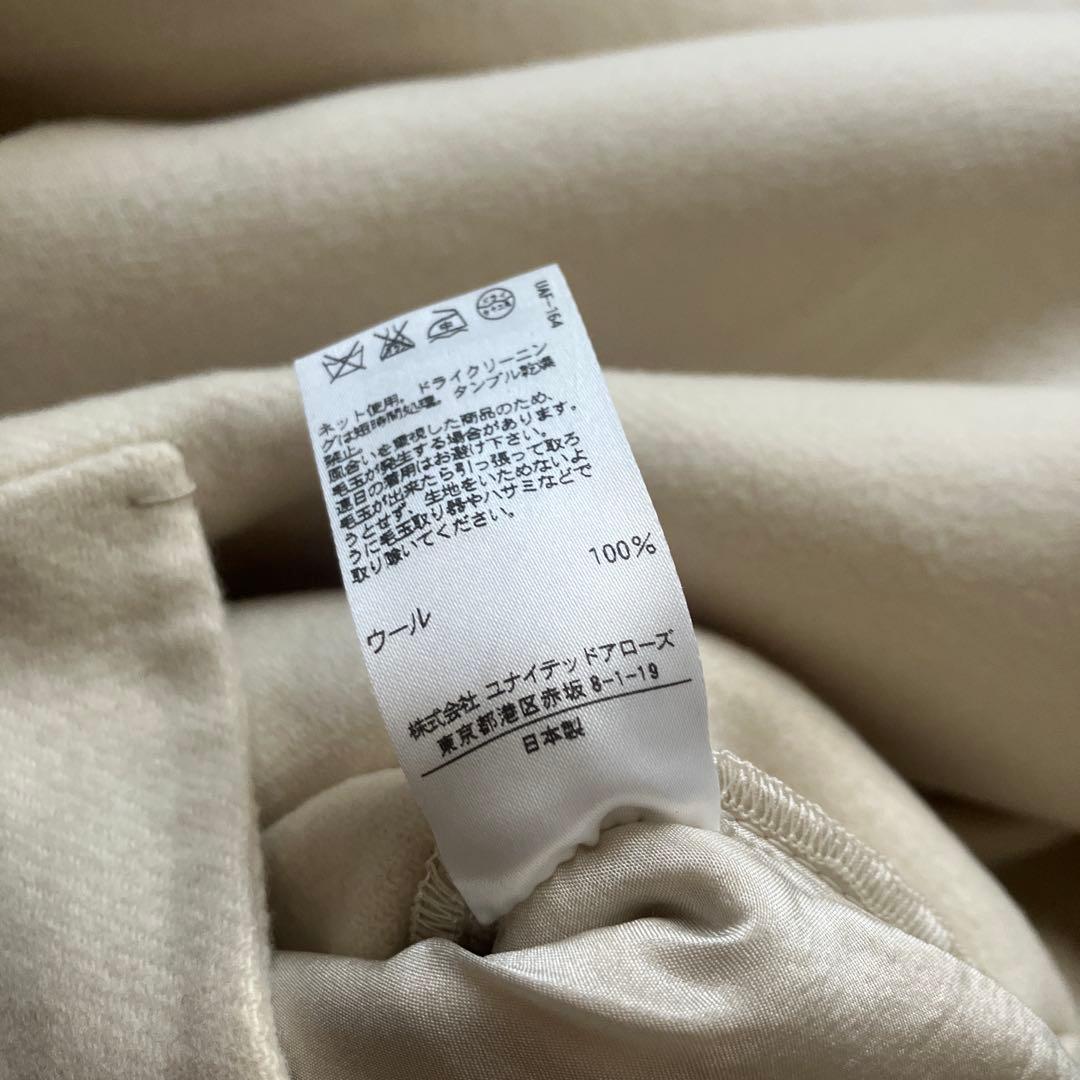 UAF-164
ネット使用。ドライクリーニン
グは短時間処理。タンブル乾燥
禁止
風合いを重視した商品のため、
毛玉が発生する場合があります。
連日の着用はお避け下さい。
毛玉が出来たら引っ張って取ろ
うとせず、生地をいためないよ
うに毛玉取り器やハサミなどで
取り除いてください。
ウール 100%
株式会社 ユナイテッドアローズ
東京都港区赤坂 8-1-19
日本製